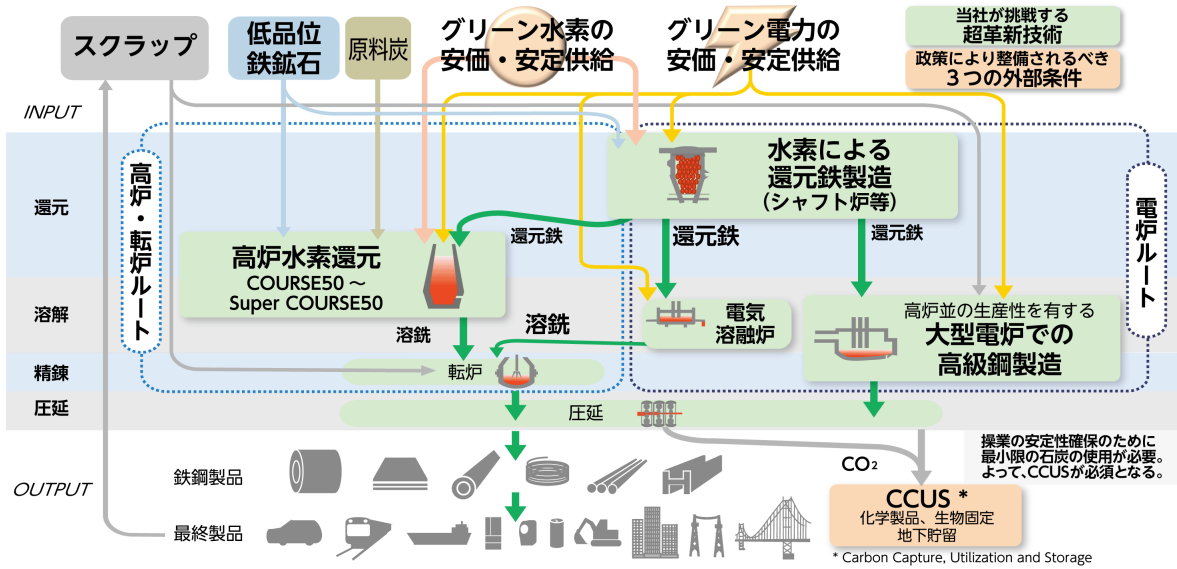 スクラップ
低品位
鉄鉱石
原料炭
グリーン水素の
安価・安定供給
グリーン電力の
安価・安定供給
当社が挑戦する
超革新技術
政策により整備されるべき
3つの外部条件
INPUT
高炉・転炉ルート
電炉ルート
還元
水素による
還元鉄製造
(シャフト炉等)
還元鉄
還元鉄
還元鉄
高炉水素還元
COURSE50～
Super COURSE50
溶解
溶銑
溶銑
電気
溶融炉
高炉並の生産性を有する
大型電炉での
高級鋼製造
精錬
転炉
圧延
圧延
操業の安定性確保のために
最小限の石炭の使用が必要。
よって、CCUSが必須となる。
CO₂
OUTPUT
鉄鋼製品
最終製品
CCUS *
化学製品、生物固定
地下貯留
* Carbon Capture, Utilization and Storage